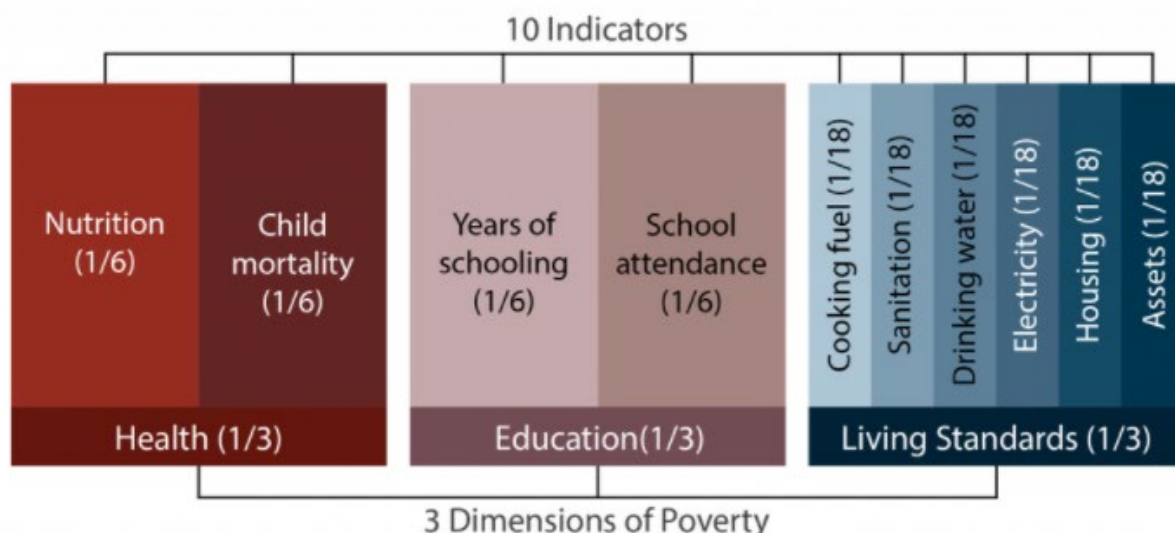 10 Indicators
Nutrition
(1/6)
Child
mortality
(1/6)
Years of
schooling
(1/6)
School
attendance
(1/6)
Cooking fuel (1/18)
Sanitation (1/18)
Drinking water (1/18)
Electricity (1/18)
Housing (1/18)
Assets (1/18)
Health (1/3)
Education(1/3)
Living Standards (1/3)
3 Dimensions of Poverty